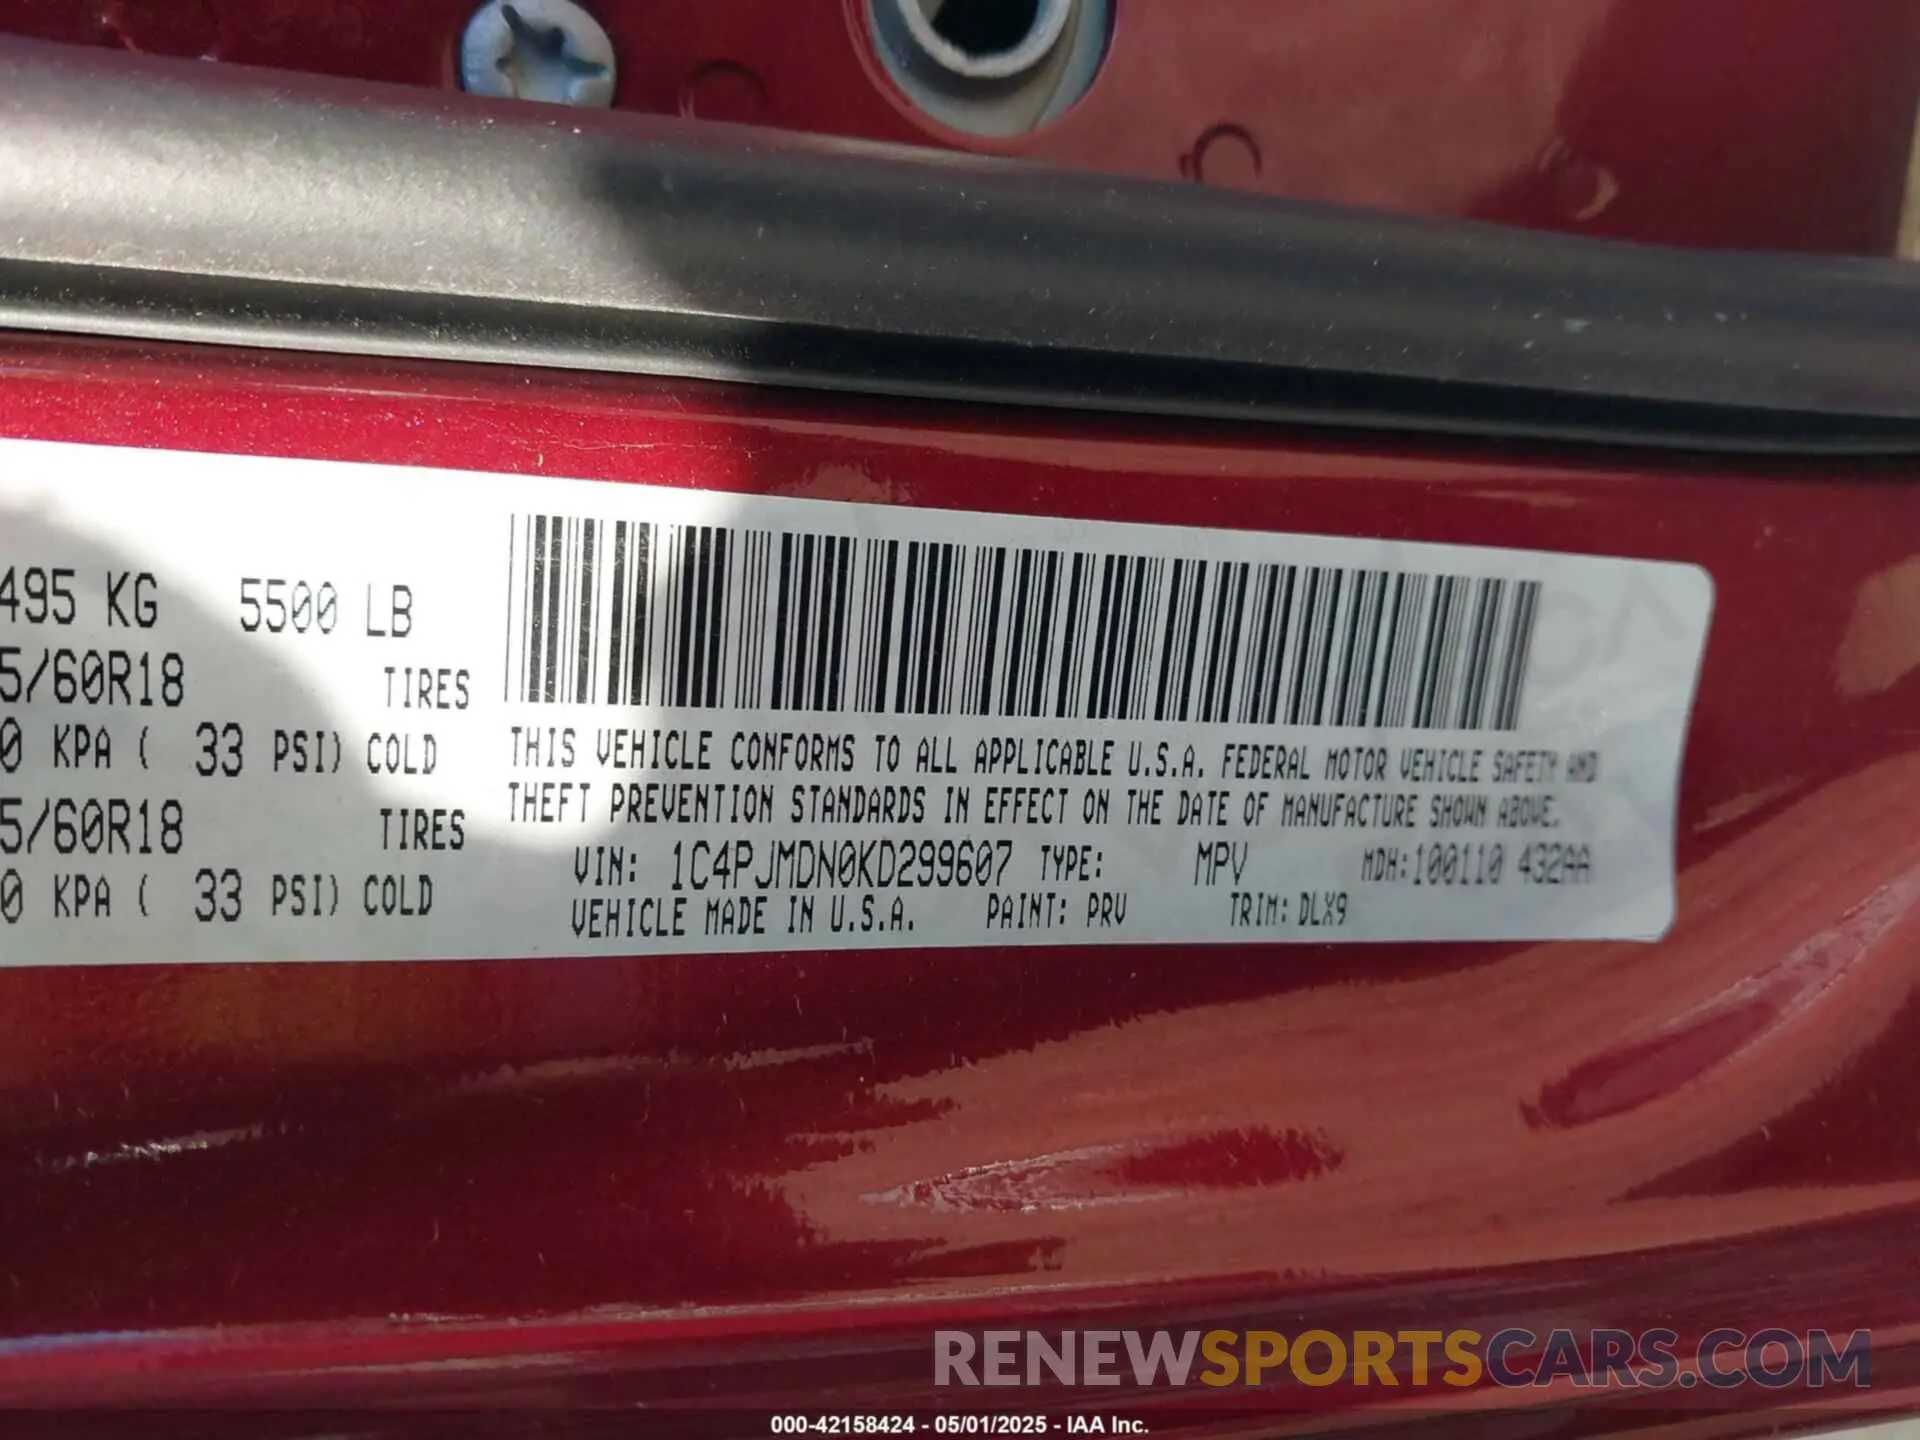 495 KG 5500 LB
5/60R18 TIRES
0 KPA ( 33 PSI) COLD
5/60R18 TIRES
0 KPA ( 33 PSI) COLD
THIS VEHICLE CONFORMS TO ALL APPLICABLE U.S.A. FEDERAL MOTOR VEHICLE SAFETY AND
THEFT PREVENTION STANDARDS IN EFFECT ON THE DATE OF MANUFACTURE SHOWN ABOVE.
VIN: 1C4PJMDN0KD299607 TYPE: MPV MDH:100110 432AA
VEHICLE MADE IN U.S.A. PAINT: PRV TRIM: DLX9
RENEWSPORTSCARS.COM
000-42158424 - 05/01/2025 - IAA Inc.